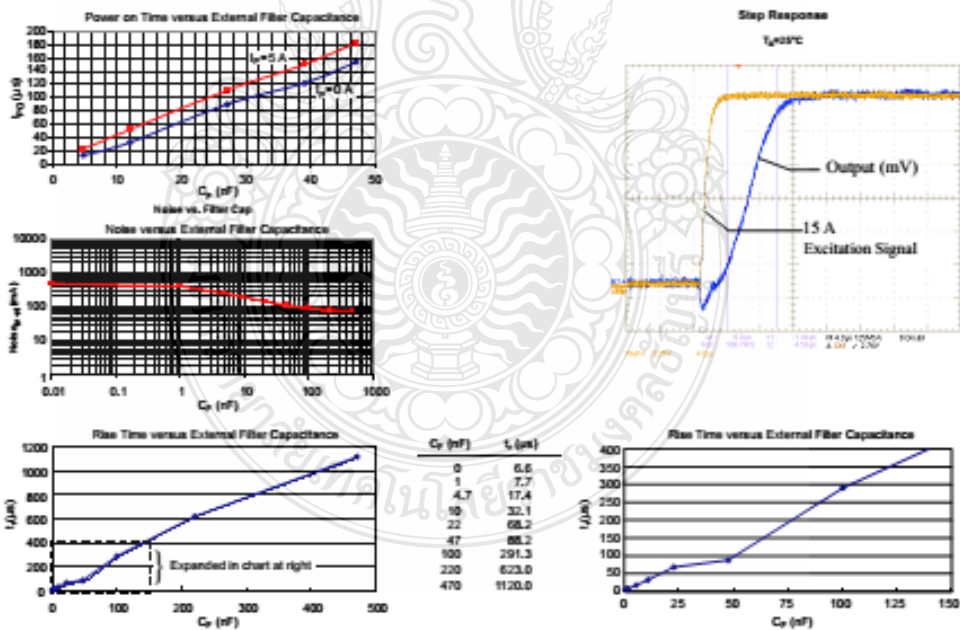 Power on Time versus External Filter Capacitance
200
180
160
140
120
100
80
60
40
20
0
t_PO (µs)
I_P=5 A
I_P=0 A
0 10 20 30 40 50
C_F (nF)
Noise vs. Filter Cap
Noise versus External Filter Capacitance
10000
1000
100
10
1
0.01 0.1 1 10 100 1000
C_F (nF)
Step Response
T_A=25°C
Output (mV)
15 A
Excitation Signal
Rise Time versus External Filter Capacitance
1200
1000
800
600
400
200
0
t_r(µs)
Expanded in chart at right
0 100 200 300 400 500
C_F (nF)
C_F (nF) t_r (µs)
0 6.6
1 7.7
4.7 17.4
10 32.1
22 68.2
47 88.2
100 291.3
220 623.0
470 1120.0
Rise Time versus External Filter Capacitance
400
350
300
250
200
150
100
50
0
t_r(µs)
0 25 50 75 100 125 150
C_F (nF)